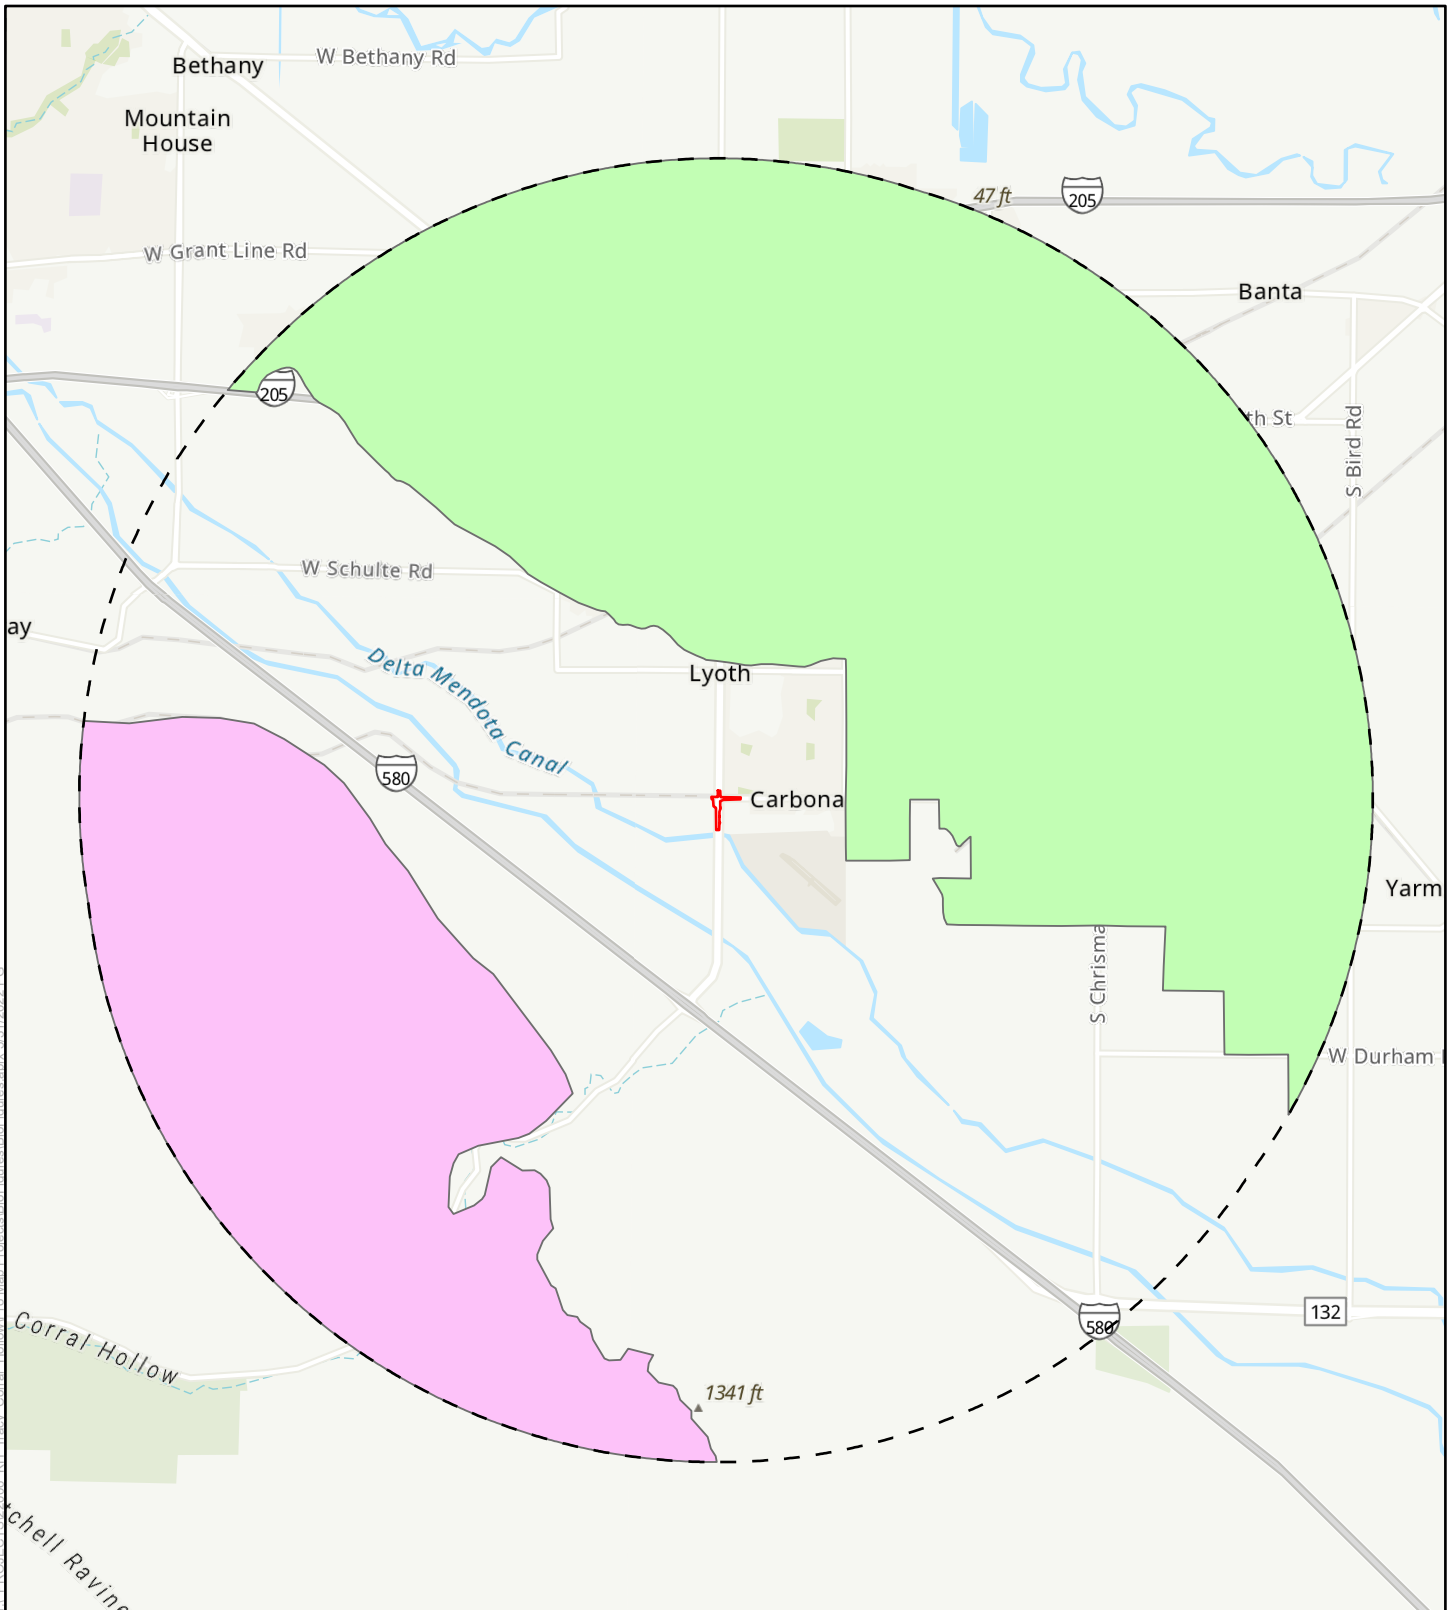 W Bethany Rd
Bethany
Mountain
House
47 ft
205
W Grant Line Rd
Banta
205
th St
S Bird Rd
W Schulte Rd
ay
Delta Mendota Canal
Lyoth
580
Carbona
Yarm
S Chrisma
W Durham
132
580
Corral Hollow
1341 ft
chell Ravine